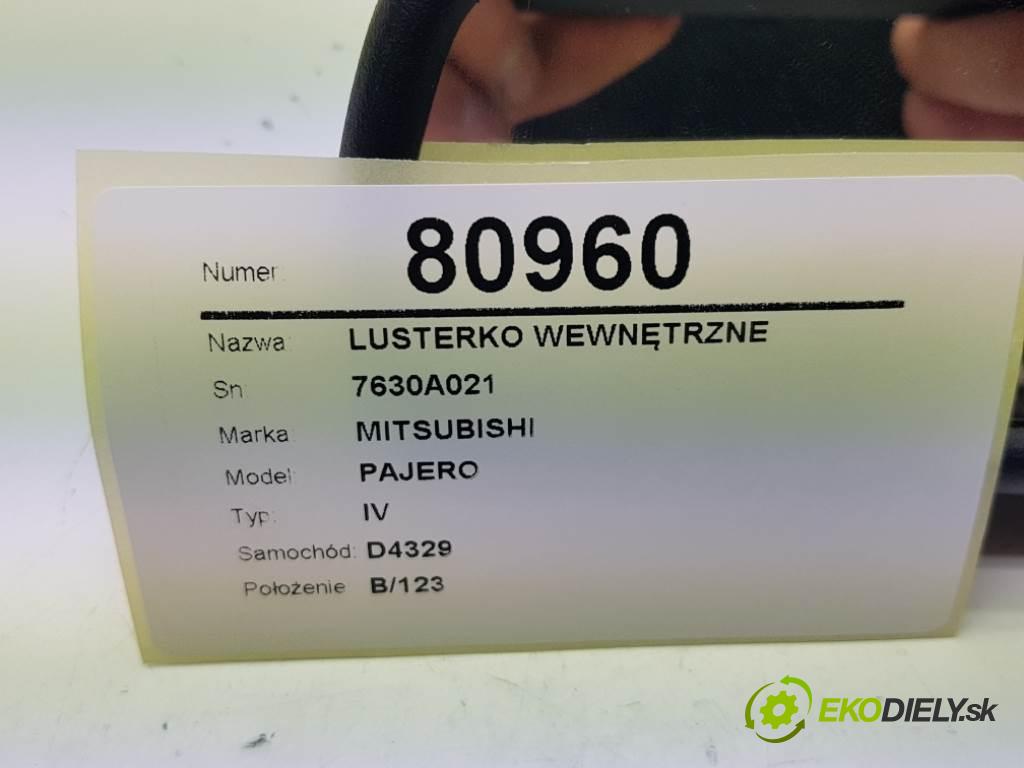 Numer: 80960
Nazwa: LUSTERKO WEWNĘTRZNE
Sn 7630A021
Marka MITSUBISHI
Model: PAJERO
Typ: IV
Samochód: D4329
Położenie B/123
EKODIELY.sk